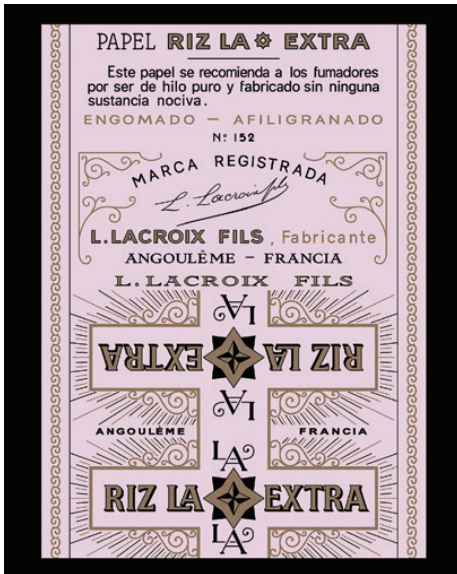 PAPEL RIZ LA EXTRA
Este papel se recomienda a los fumadores
por ser de hilo puro y fabricado sin ninguna
sustancia nociva.
ENGOMADO – AFILIGRANADO
Nº 152
MARCA REGISTRADA
L. Lacroix fils
L. LACROIX FILS, Fabricante
ANGOULÊME – FRANCIA
L. LACROIX FILS
LA
RIZ LA EXTRA
LA
ANGOULÊME FRANCIA
LA
RIZ LA EXTRA
LA